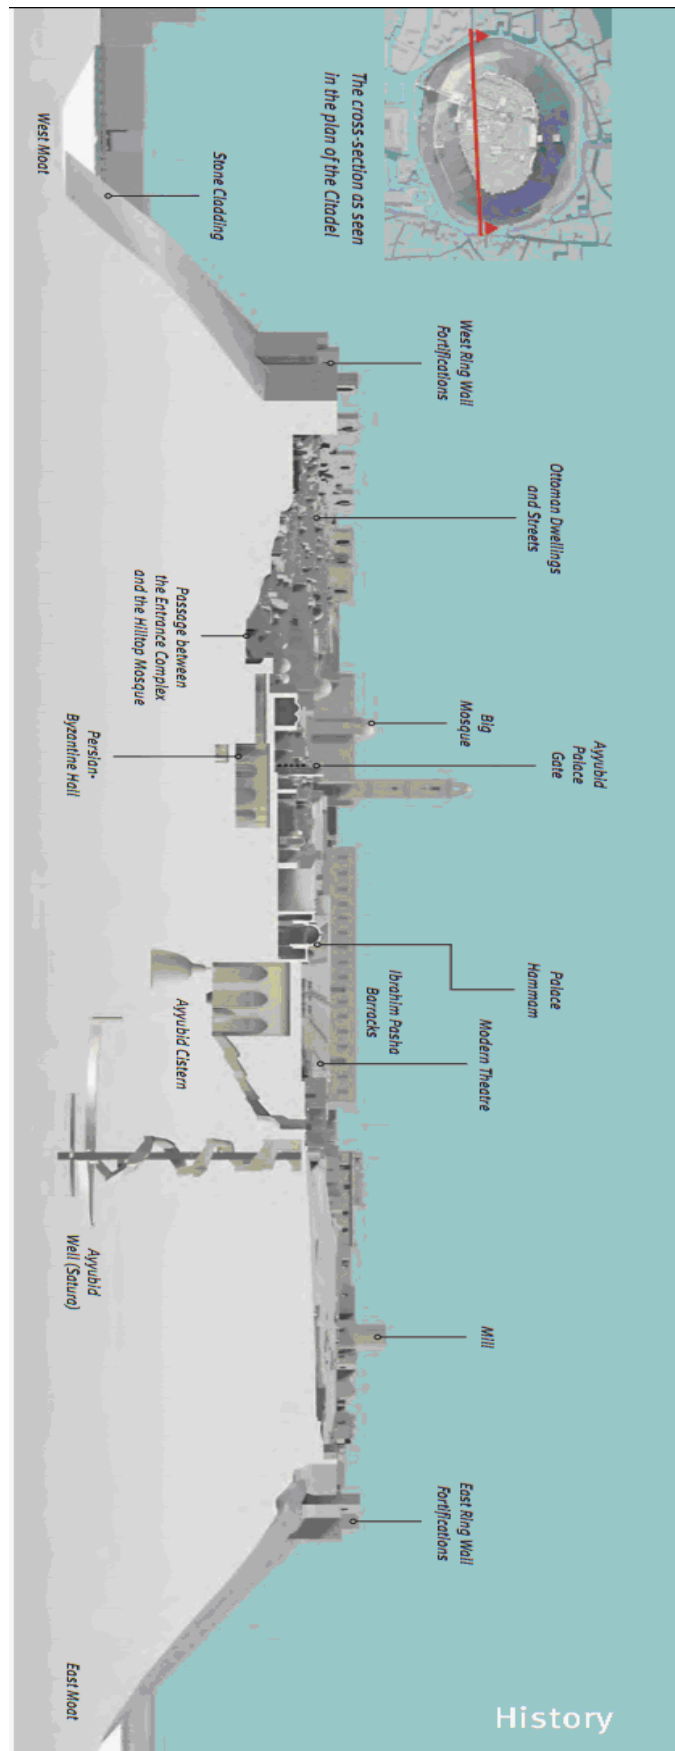 The cross-section as seen
in the plan of the Citadel
West Moat
Stone Cladding
West Ring Wall
Fortifications
Ottoman Dwellings
and Streets
Passage between
the Entrance Complex
and the Hilltop Mosque
Persian-
Byzantine Hall
Big
Mosque
Ayyubid
Palace
Gate
Palace
Hammam
Ibrahim Pasha
Barracks
Modern Theatre
Ayyubid Cistern
Ayyubid
Well (Satura)
Mill
East Ring Wall
Fortifications
East Moat
History